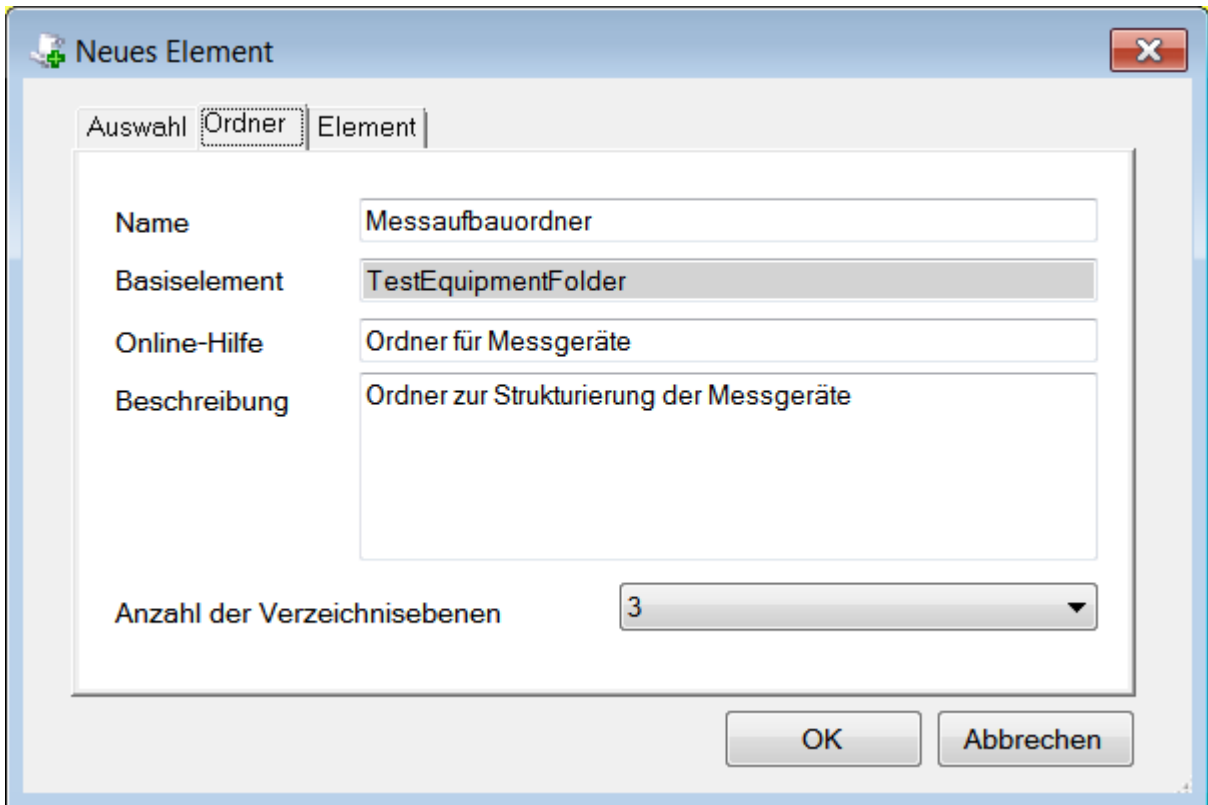 Neues Element
Auswahl Ordner Element
Name Messaufbauordner
Basiselement TestEquipmentFolder
Online-Hilfe Ordner für Messgeräte
Beschreibung Ordner zur Strukturierung der Messgeräte
Anzahl der Verzeichnisebenen 3
OK Abbrechen